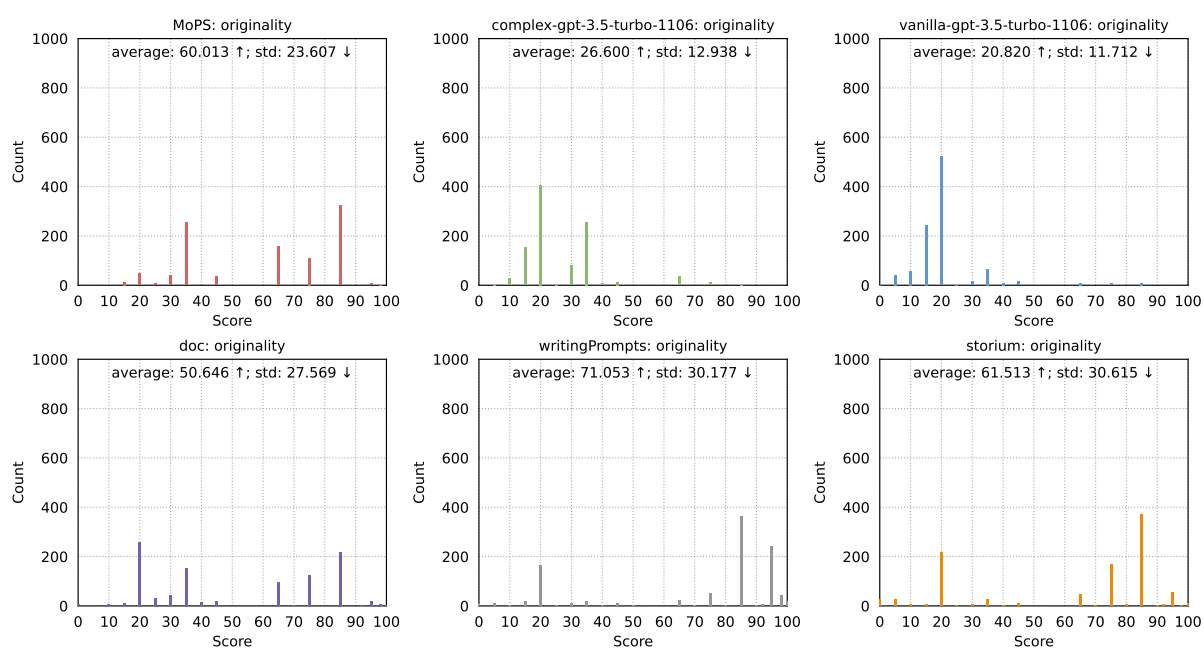 MoPS: originality
average: 60.013 ↑; std: 23.607 ↓
Count
1000
800
600
400
200
0
0 10 20 30 40 50 60 70 80 90 100
Score
complex-gpt-3.5-turbo-1106: originality
average: 26.600 ↑; std: 12.938 ↓
Count
1000
800
600
400
200
0
0 10 20 30 40 50 60 70 80 90 100
Score
vanilla-gpt-3.5-turbo-1106: originality
average: 20.820 ↑; std: 11.712 ↓
Count
1000
800
600
400
200
0
0 10 20 30 40 50 60 70 80 90 100
Score
doc: originality
average: 50.646 ↑; std: 27.569 ↓
Count
1000
800
600
400
200
0
0 10 20 30 40 50 60 70 80 90 100
Score
writingPrompts: originality
average: 71.053 ↑; std: 30.177 ↓
Count
1000
800
600
400
200
0
0 10 20 30 40 50 60 70 80 90 100
Score
storium: originality
average: 61.513 ↑; std: 30.615 ↓
Count
1000
800
600
400
200
0
0 10 20 30 40 50 60 70 80 90 100
Score